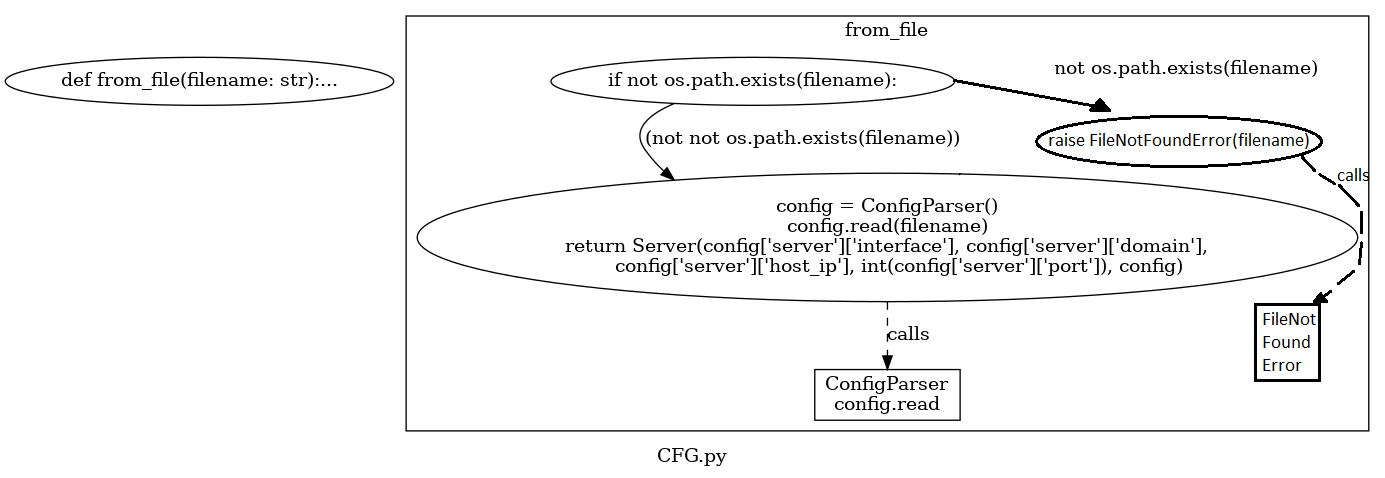 from_file
def from_file(filename: str):...
if not os.path.exists(filename):
not os.path.exists(filename)
(not not os.path.exists(filename))
raise FileNotFoundError(filename)
calls
config = ConfigParser()
config.read(filename)
return Server(config['server']['interface'], config['server']['domain'],
config['server']['host_ip'], int(config['server']['port']), config)
calls
FileNot
Found
Error
ConfigParser
config.read
CFG.py